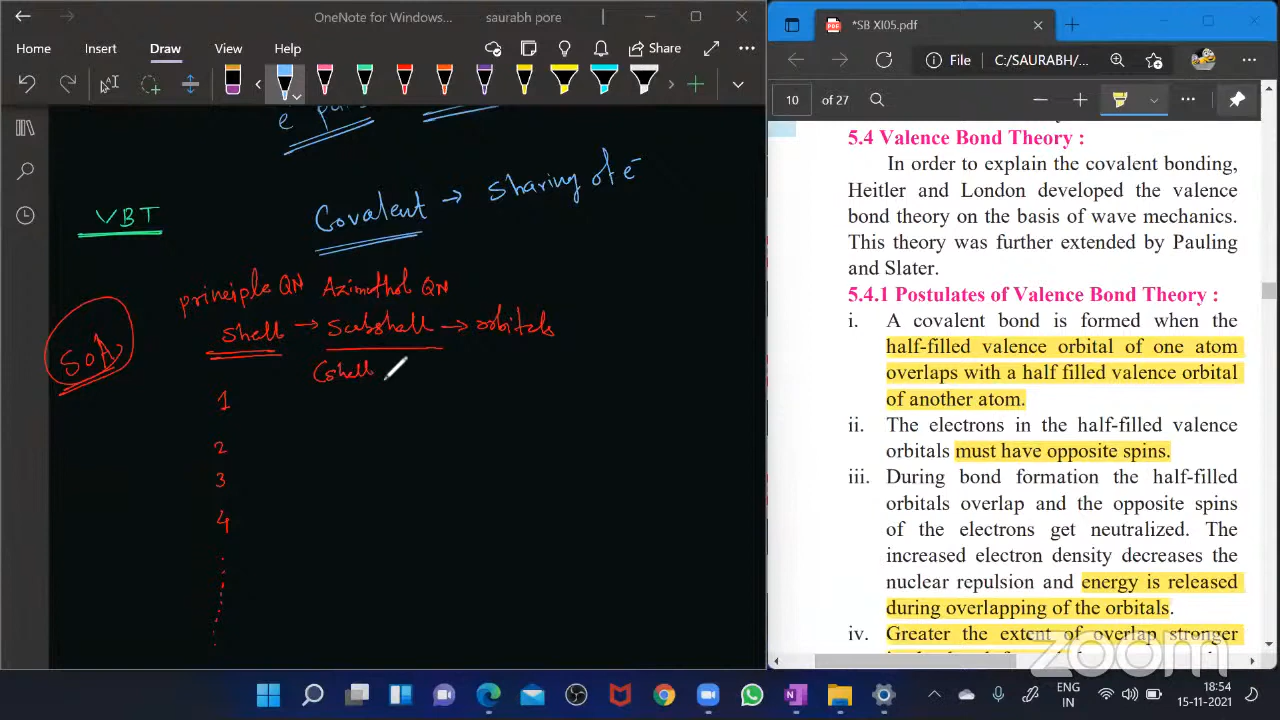 OneNote for Windows...
saurabh pore
Home
Insert
Draw
View
Help
Share
VBT
Covalent → sharing of e⁻
principle QN Azimuthal QN
SOA
shell → Subshell → orbitals
(shell
1
2
3
4
*SB XI05.pdf
File
C:/SAURABH/...
10 of 27
5.4 Valence Bond Theory :
In order to explain the covalent bonding,
Heitler and London developed the valence
bond theory on the basis of wave mechanics.
This theory was further extended by Pauling
and Slater.
5.4.1 Postulates of Valence Bond Theory :
i. A covalent bond is formed when the
half-filled valence orbital of one atom
overlaps with a half filled valence orbital
of another atom.
ii. The electrons in the half-filled valence
orbitals must have opposite spins.
iii. During bond formation the half-filled
orbitals overlap and the opposite spins
of the electrons get neutralized. The
increased electron density decreases the
nuclear repulsion and energy is released
during overlapping of the orbitals.
iv. Greater the extent of overlap stronger
zoom
ENG
IN
18:54
15-11-2021